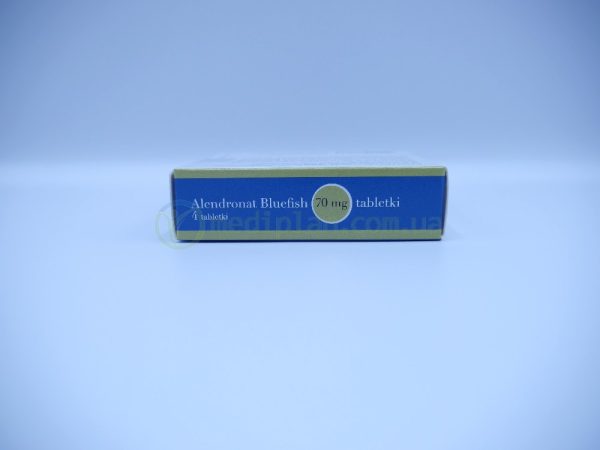 Alendronat Bluefish 70 mg tabletki
4 tabletki
mediplan.com.ua